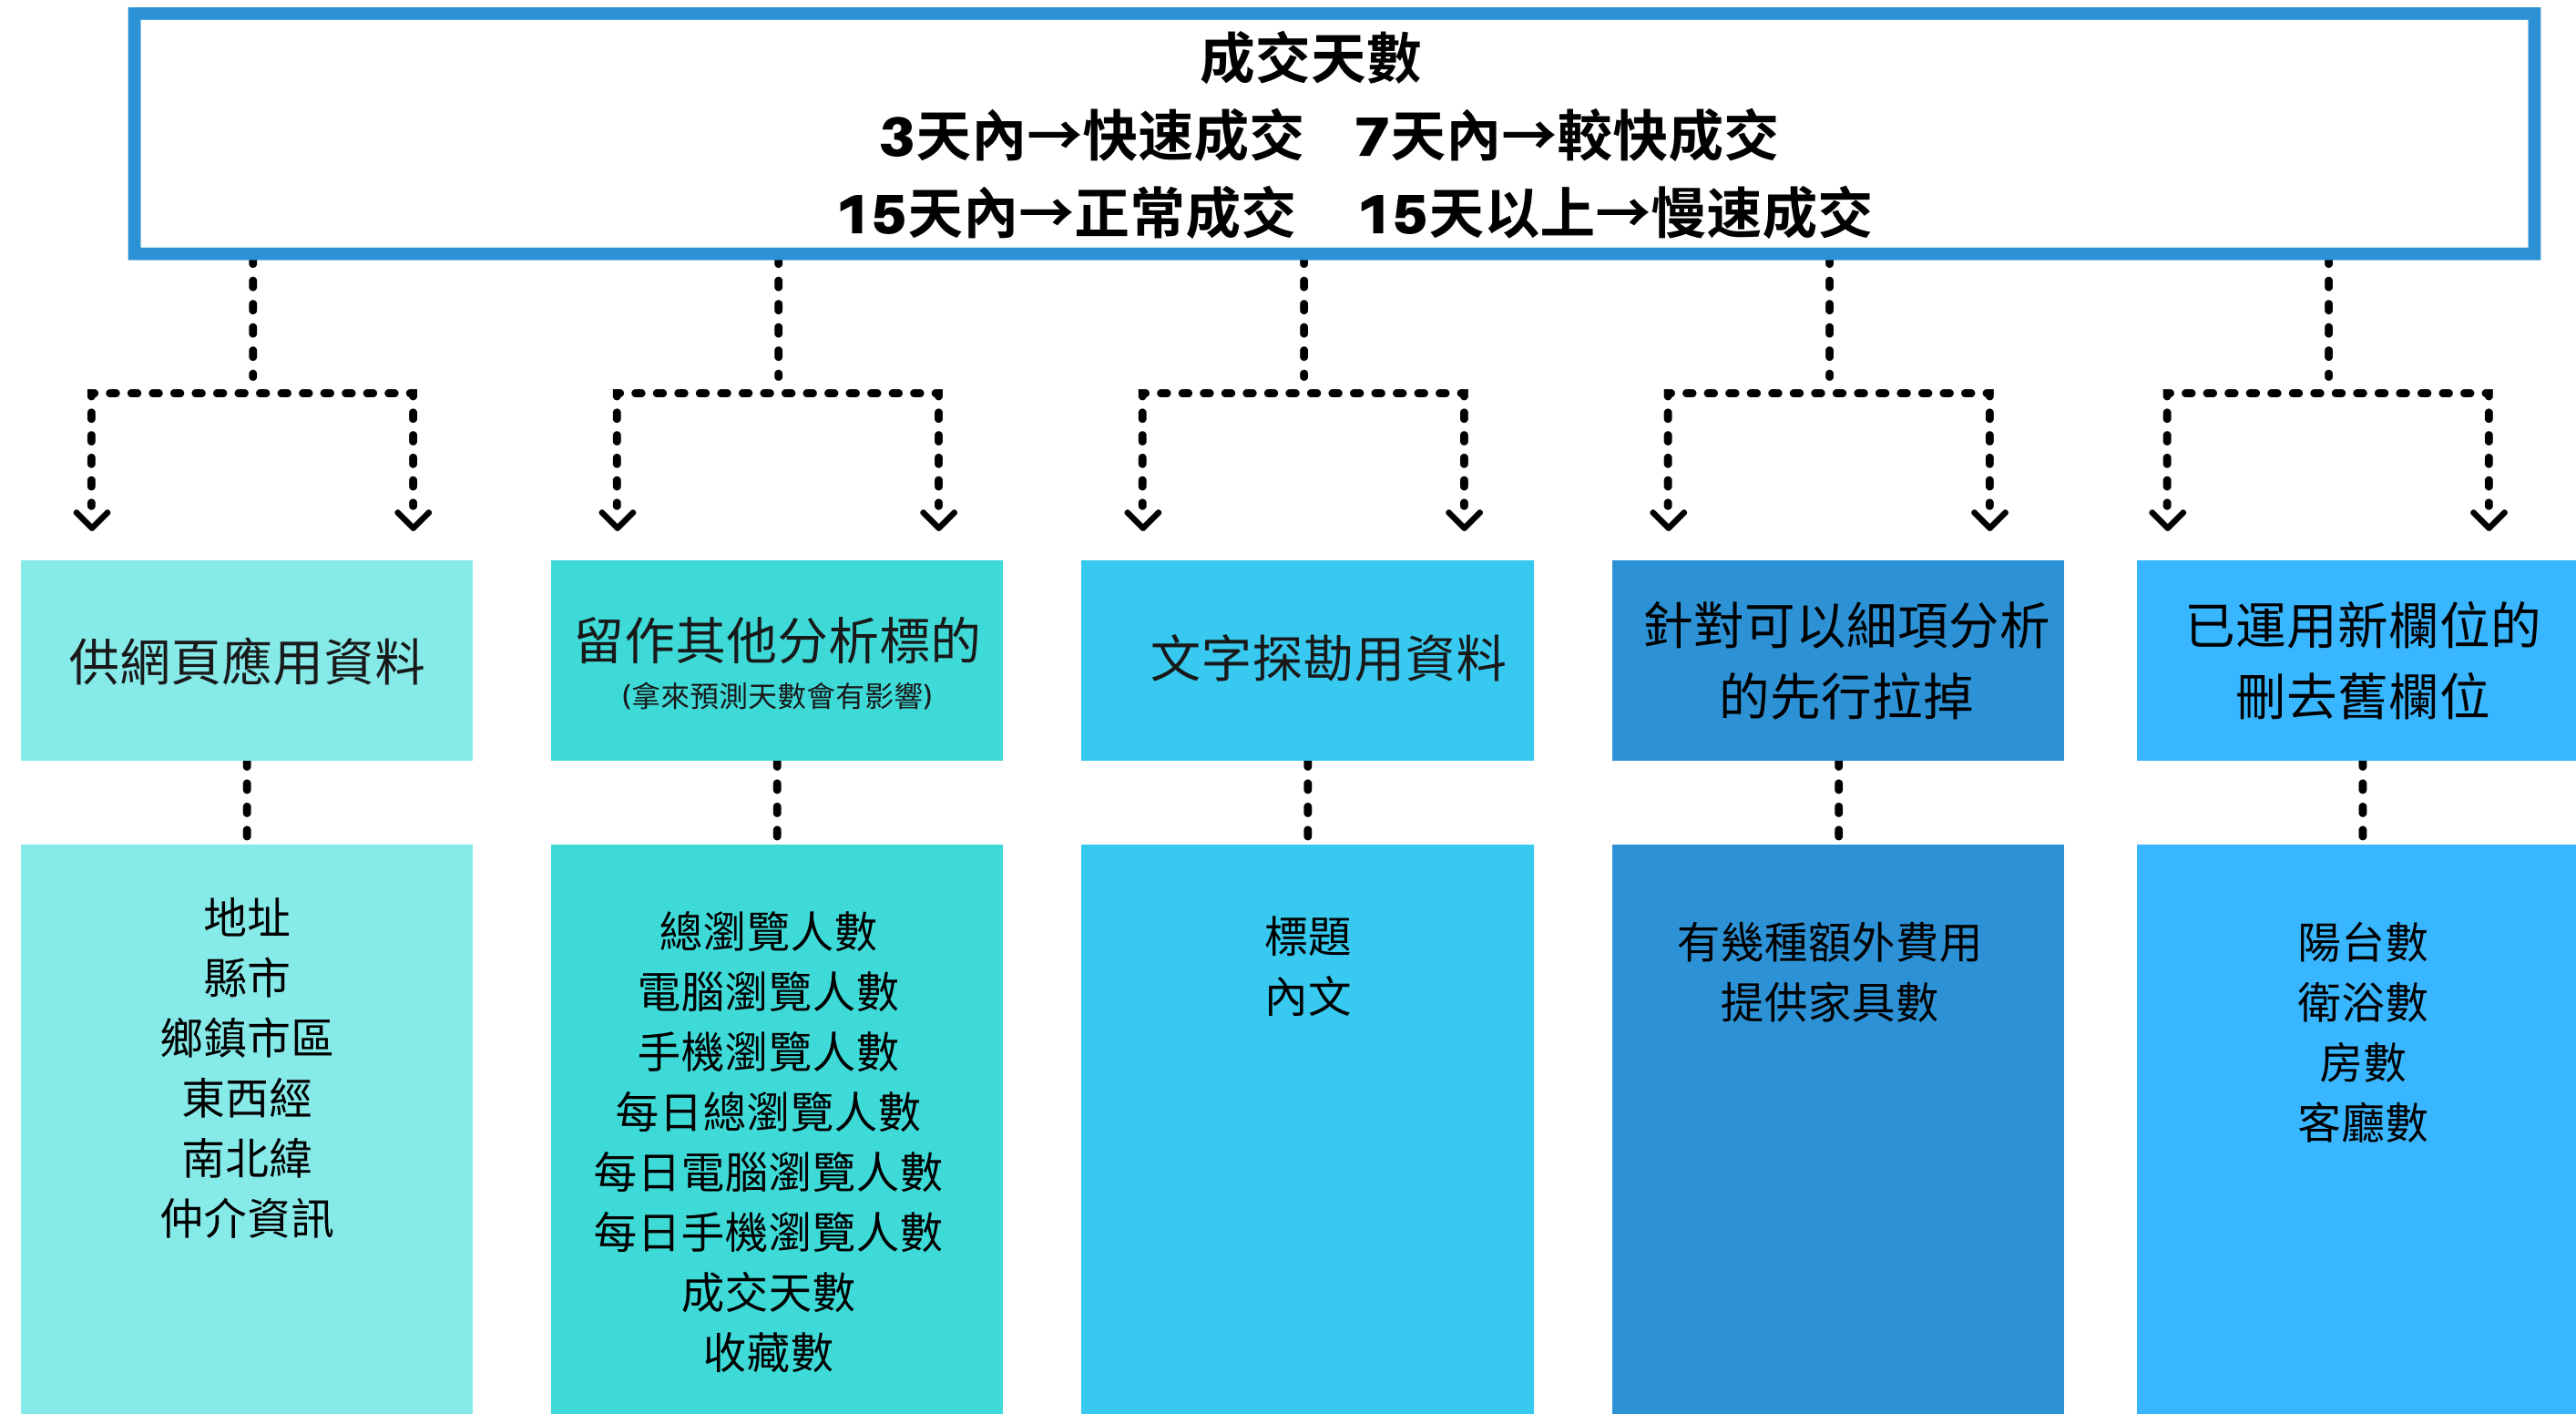 成交天數
3天內→快速成交 7天內→較快成交
15天內→正常成交 15天以上→慢速成交
供網頁應用資料
留作其他分析標的
(拿來預測天數會有影響)
文字探勘用資料
針對可以細項分析
的先行拉掉
已運用新欄位的
刪去舊欄位
地址
縣市
鄉鎮市區
東西經
南北緯
仲介資訊
總瀏覽人數
電腦瀏覽人數
手機瀏覽人數
每日總瀏覽人數
每日電腦瀏覽人數
每日手機瀏覽人數
成交天數
收藏數
標題
內文
有幾種額外費用
提供家具數
陽台數
衛浴數
房數
客廳數